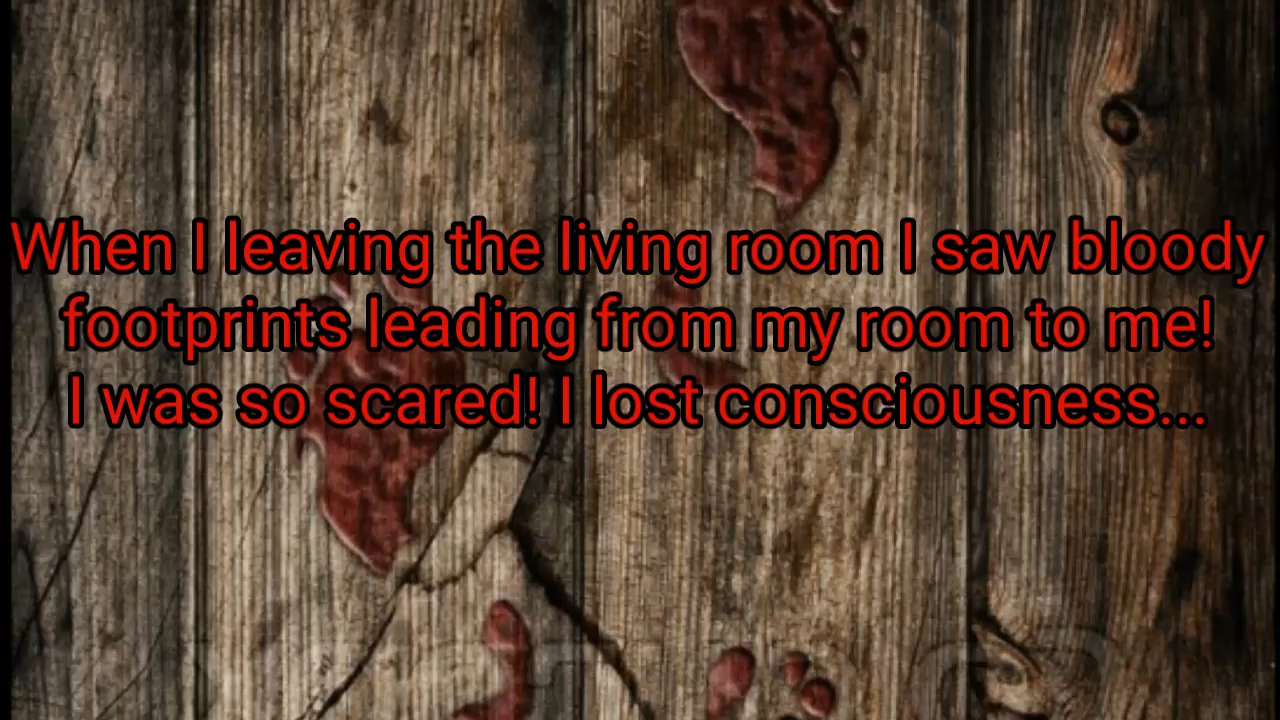 When I leaving the living room I saw bloody
footprints leading from my room to me!
I was so scared! I lost consciousness...